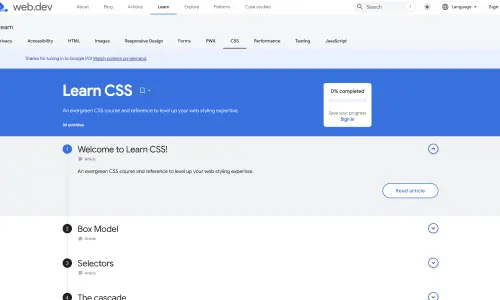 web.dev About Blog Articles Learn Explore Patterns Case studies Search / Language Sign
earn
rivacy Accessibility HTML Images Responsive Design Forms PWA CSS Performance Testing JavaScript
Thanks for tuning in to Google I/O! Watch content on-demand.
Learn CSS
An evergreen CSS course and reference to level up your web styling expertise.
activities
0% completed
Save your progress
Sign in
1 Welcome to Learn CSS!
Article
An evergreen CSS course and reference to level up your web styling expertise.
Read article
2 Box Model
Article
3 Selectors
Article
4 The cascade